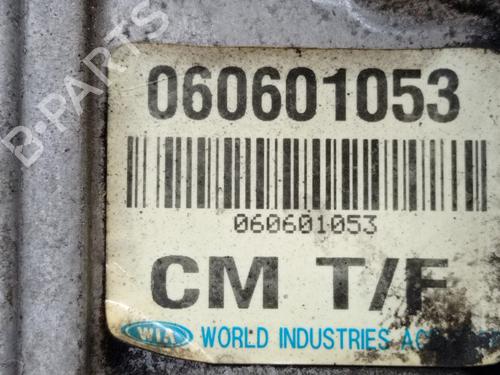 B-PARTS
060601053
060601053
CM T/F
WIA WORLD INDUSTRIES